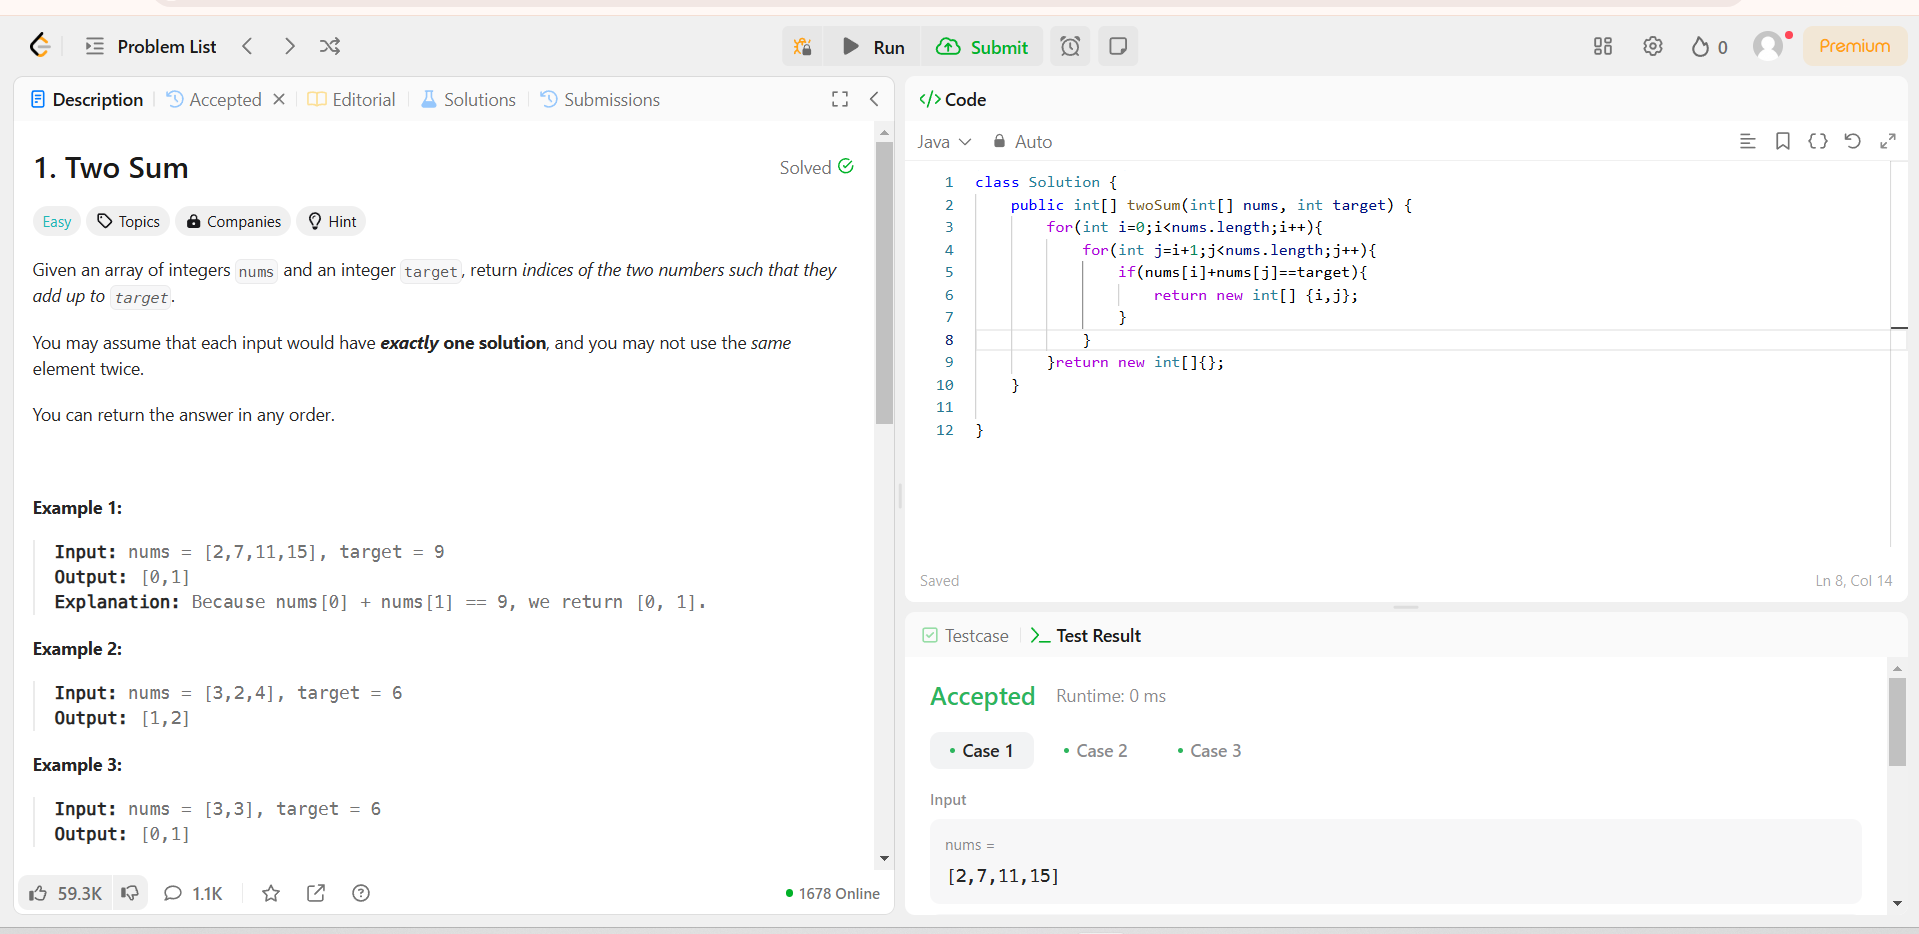 Problem List
Run
Submit
0
Premium
Description
Accepted
Editorial
Solutions
Submissions
1. Two Sum
Solved
Easy
Topics
Companies
Hint
Given an array of integers nums and an integer target, return indices of the two numbers such that they
add up to target.
You may assume that each input would have exactly one solution, and you may not use the same
element twice.
You can return the answer in any order.
Example 1:
Input: nums = [2,7,11,15], target = 9
Output: [0,1]
Explanation: Because nums[0] + nums[1] == 9, we return [0, 1].
Example 2:
Input: nums = [3,2,4], target = 6
Output: [1,2]
Example 3:
Input: nums = [3,3], target = 6
Output: [0,1]
59.3K
1.1K
1678 Online
</> Code
Java
Auto
1 class Solution {
2 public int[] twoSum(int[] nums, int target) {
3 for(int i=0;i<nums.length;i++){
4 for(int j=i+1;j<nums.length;j++){
5 if(nums[i]+nums[j]==target){
6 return new int[] {i,j};
7 }
8 }
9 }return new int[]{};
10 }
11
12 }
Saved
Ln 8, Col 14
Testcase
>_ Test Result
Accepted
Runtime: 0 ms
Case 1
Case 2
Case 3
Input
nums =
[2,7,11,15]